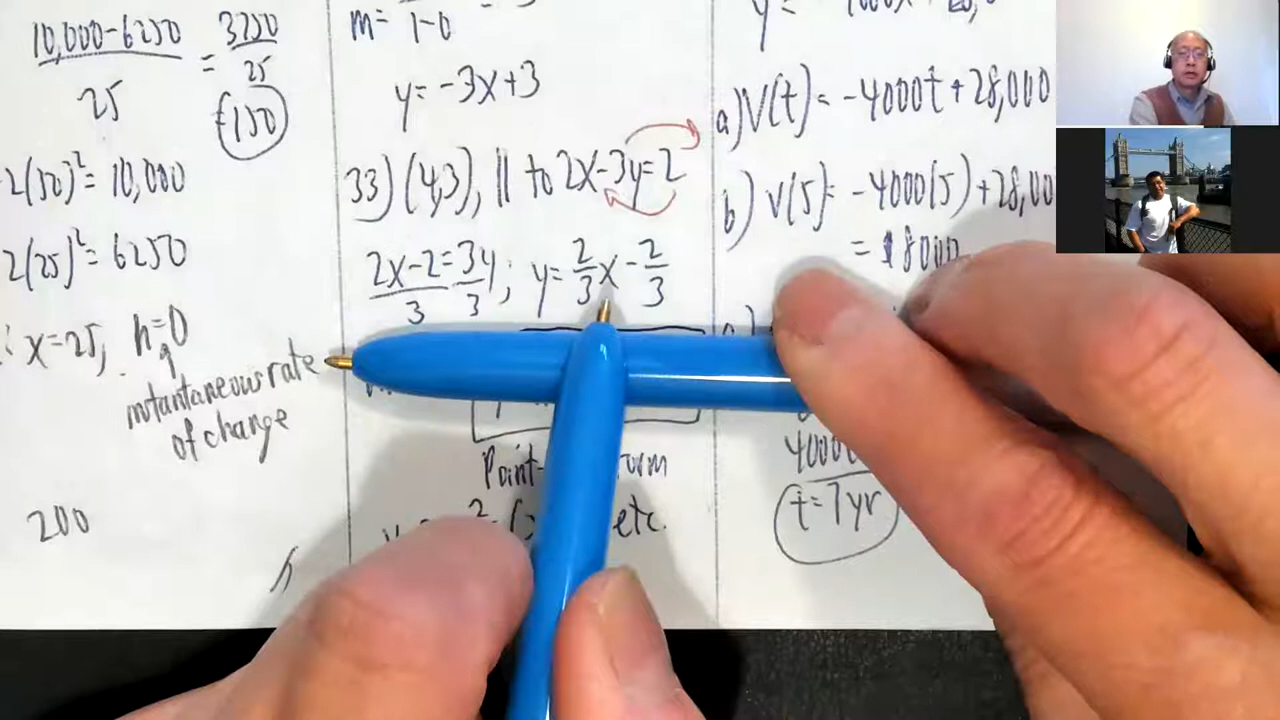 10,000-6250 = 3750
25 25
=(150)
2(50)² = 10,000
2(25)² = 6250
∴ x=25, h=0
instantaneous rate
of change
200
h
m=
1-0
y= -3x+3
33) (4,3), || to 2x-3y=2
2x-2 = 3y ; y= 2/3 x - 2/3
3 3
Point- form
etc.
y=
a) V(t) = -4000t + 28,000
b) V(5) = -4000(5) + 28,00
= 18000
t=7yr